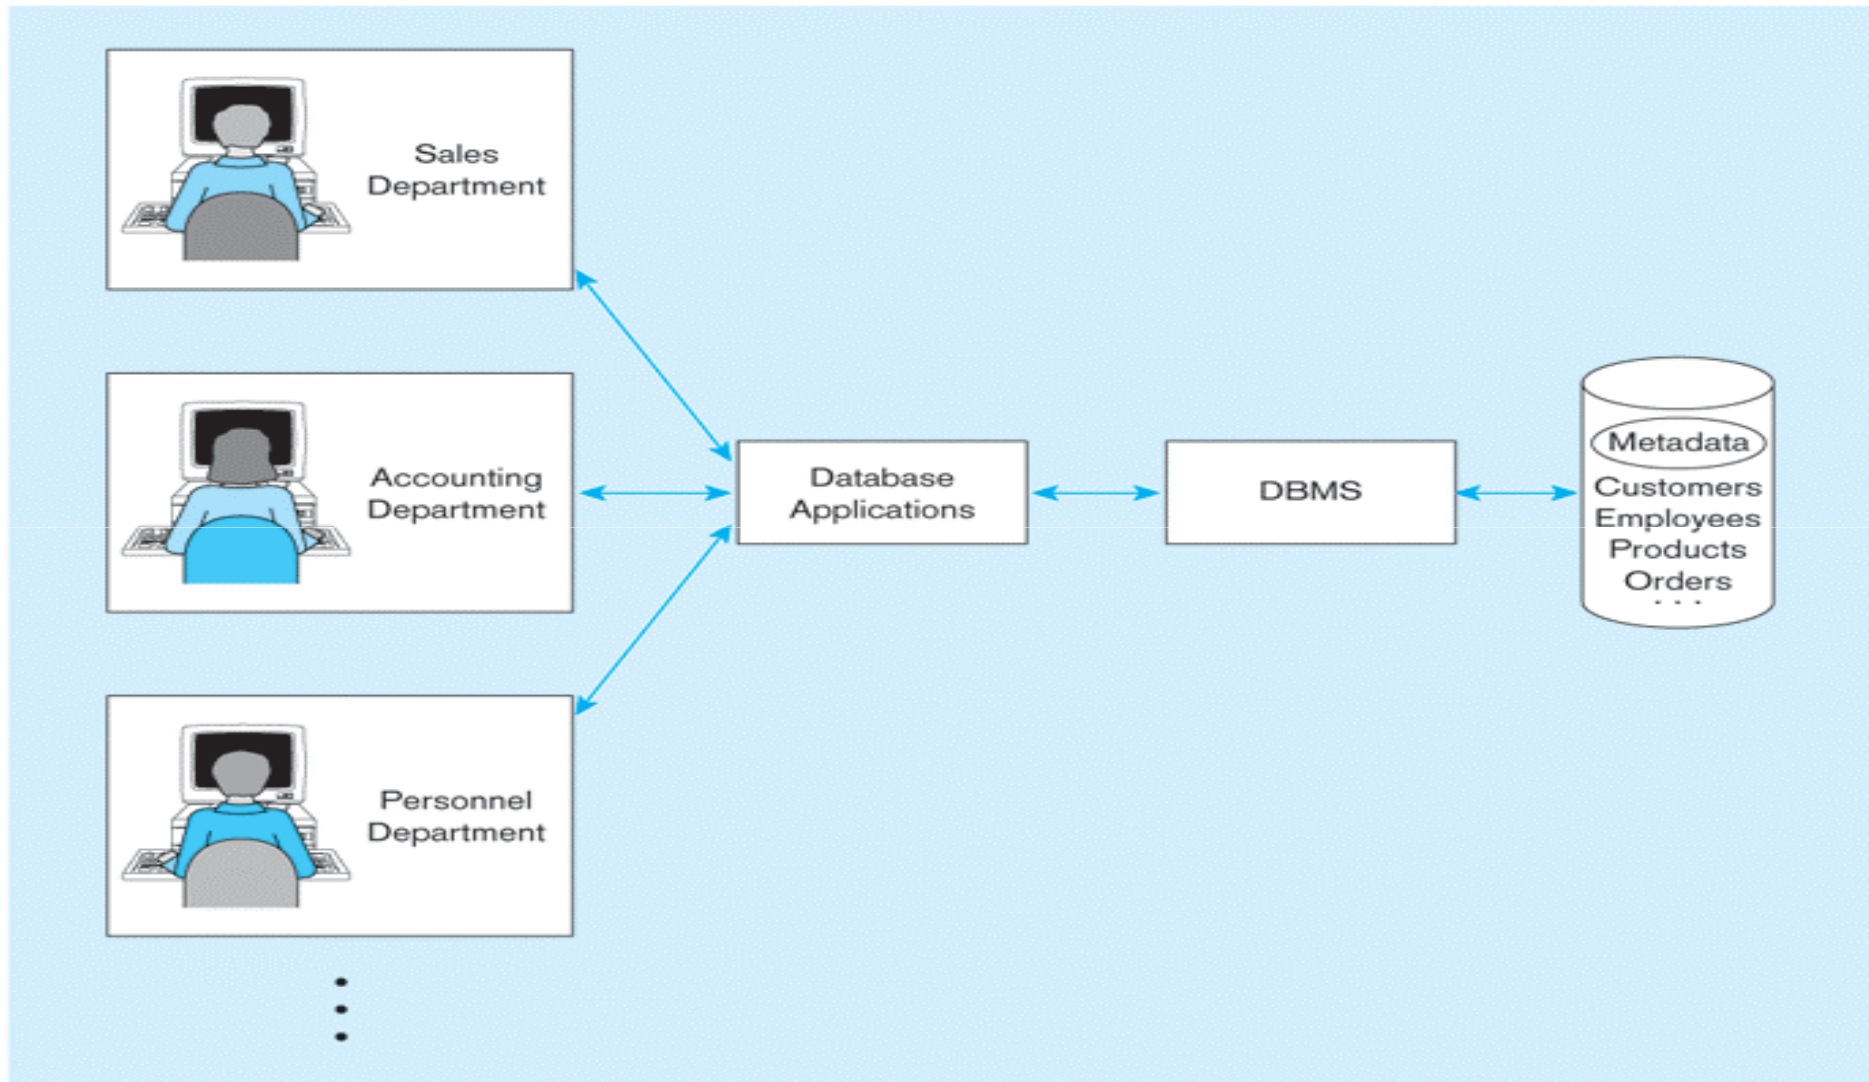 Sales
Department
Accounting
Department
Personnel
Department
Database
Applications
DBMS
Metadata
Customers
Employees
Products
Orders
. . .